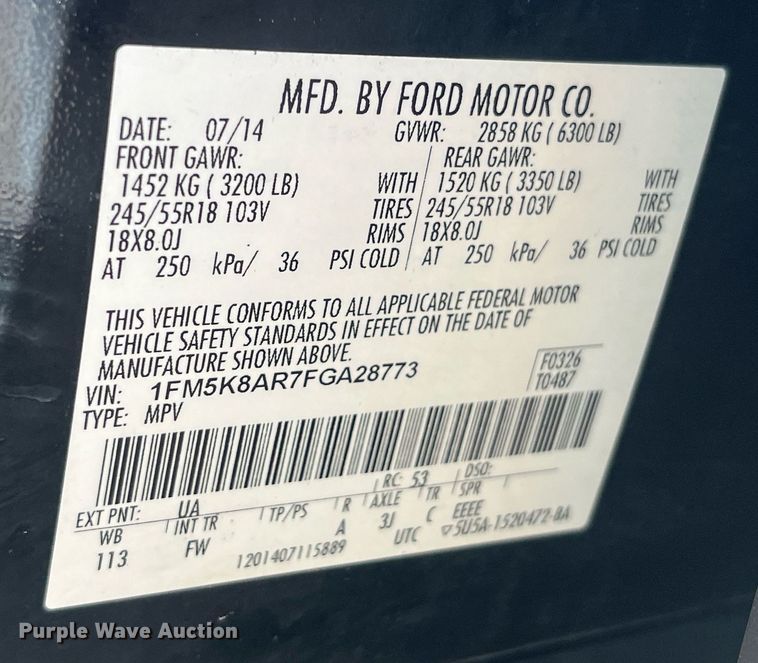 MFD. BY FORD MOTOR CO.
DATE: 07/14 GVWR: 2858 KG ( 6300 LB)
FRONT GAWR: REAR GAWR:
1452 KG ( 3200 LB) WITH 1520 KG ( 3350 LB) WITH
245/55R18 103V TIRES 245/55R18 103V TIRES
18X8.0J RIMS 18X8.0J RIMS
AT 250 kPa/ 36 PSI COLD AT 250 kPa/ 36 PSI COLD
THIS VEHICLE CONFORMS TO ALL APPLICABLE FEDERAL MOTOR
VEHICLE SAFETY STANDARDS IN EFFECT ON THE DATE OF
MANUFACTURE SHOWN ABOVE.
VIN: 1FM5K8AR7FGA28773
TYPE: MPV
F0326
T0487
EXT PNT: UA RC: 53 DSO:
WB INT TR TP/PS R AXLE TR SPR
113 FW A 3J C EEEE
1201407115889 UTC ▽5U5A-1520472-BA
Purple Wave Auction